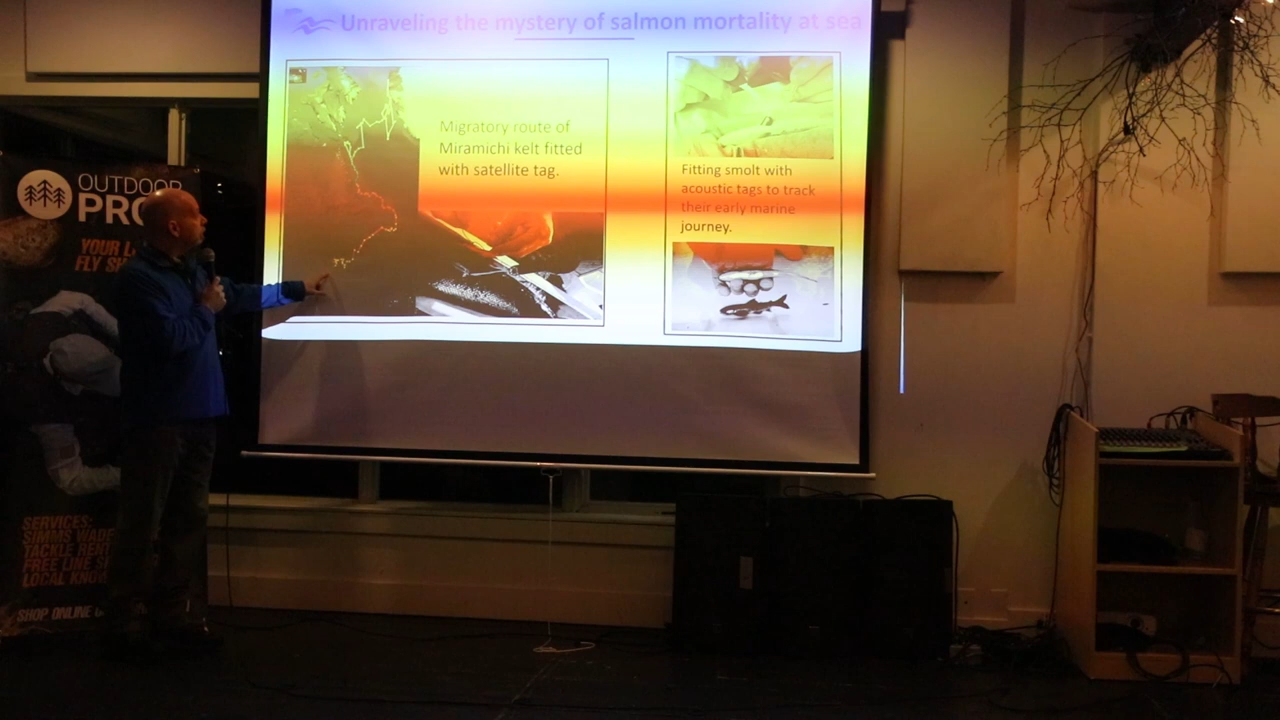 Unraveling the mystery of salmon mortality at sea
Migratory route of
Miramichi kelt fitted
with satellite tag.
Fitting smolt with
acoustic tags to track
their early marine
journey.
OUTDOOR
PRO
YOUR L
FLY SH
SERVICES:
SIMMS WADE
TACKLE RENT
FREE LINE S
LOCAL KNOW
SHOP ONLINE